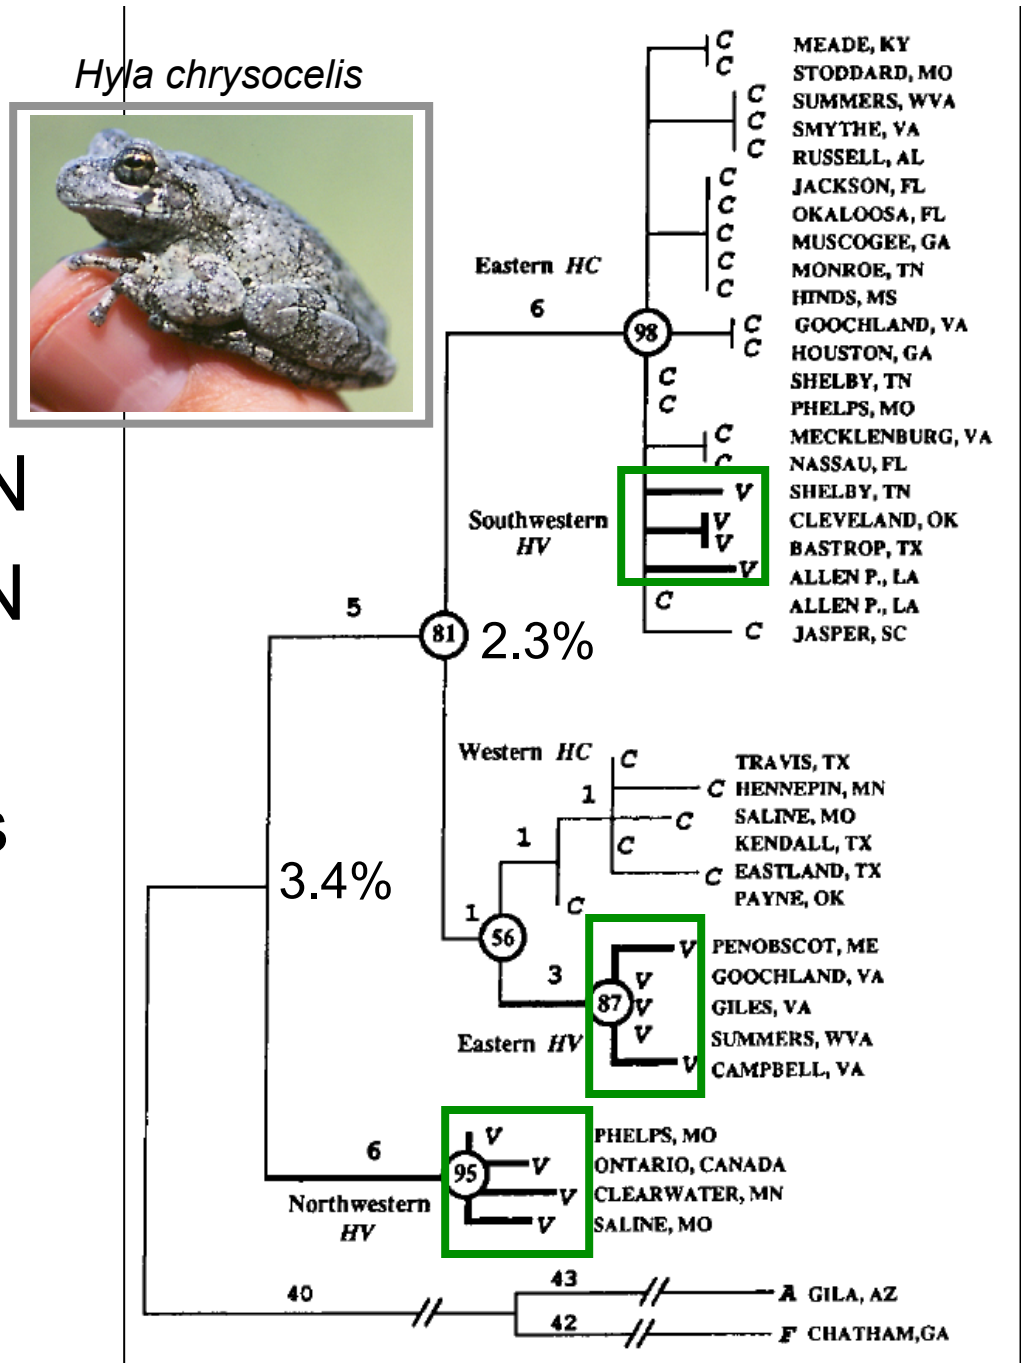 Hyla chrysocelis
N
N
s
C MEADE, KY
C STODDARD, MO
C SUMMERS, WVA
C SMYTHE, VA
C RUSSELL, AL
C JACKSON, FL
C OKALOOSA, FL
C MUSCOGEE, GA
C MONROE, TN
C HINDS, MS
Eastern HC
6
98
C GOOCHLAND, VA
C HOUSTON, GA
C SHELBY, TN
C PHELPS, MO
C MECKLENBURG, VA
C NASSAU, FL
Southwestern
HV
V SHELBY, TN
V CLEVELAND, OK
V BASTROP, TX
V ALLEN P., LA
C ALLEN P., LA
C JASPER, SC
5
81
2.3%
Western HC
C TRAVIS, TX
C HENNEPIN, MN
1
C SALINE, MO
1
C KENDALL, TX
C EASTLAND, TX
C PAYNE, OK
3.4%
1
56
V PENOBSCOT, ME
3
V GOOCHLAND, VA
87
V GILES, VA
Eastern HV
V SUMMERS, WVA
V CAMPBELL, VA
V PHELPS, MO
6
95
V ONTARIO, CANADA
V CLEARWATER, MN
Northwestern
HV
V SALINE, MO
40
43
A GILA, AZ
42
F CHATHAM,GA